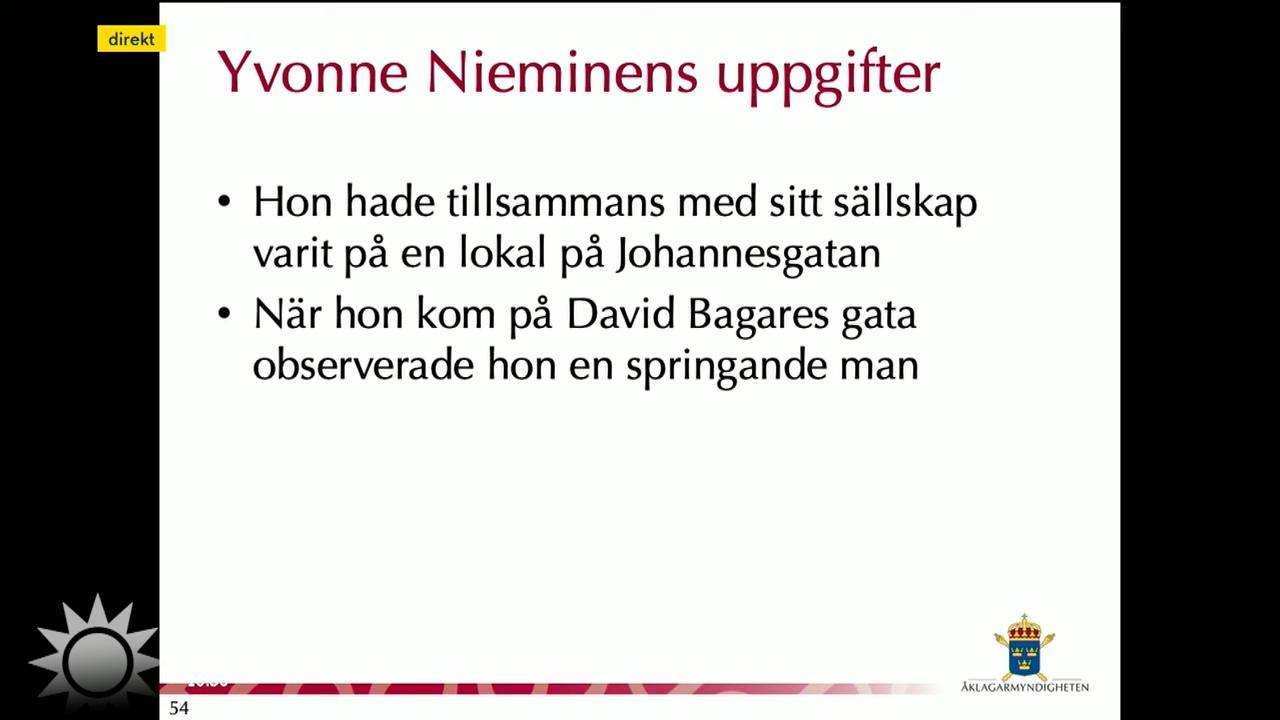 direkt
Yvonne Nieminens uppgifter
• Hon hade tillsammans med sitt sällskap
varit på en lokal på Johannesgatan
• När hon kom på David Bagares gata
observerade hon en springande man
ÅKLAGARMYNDIGHETEN
54